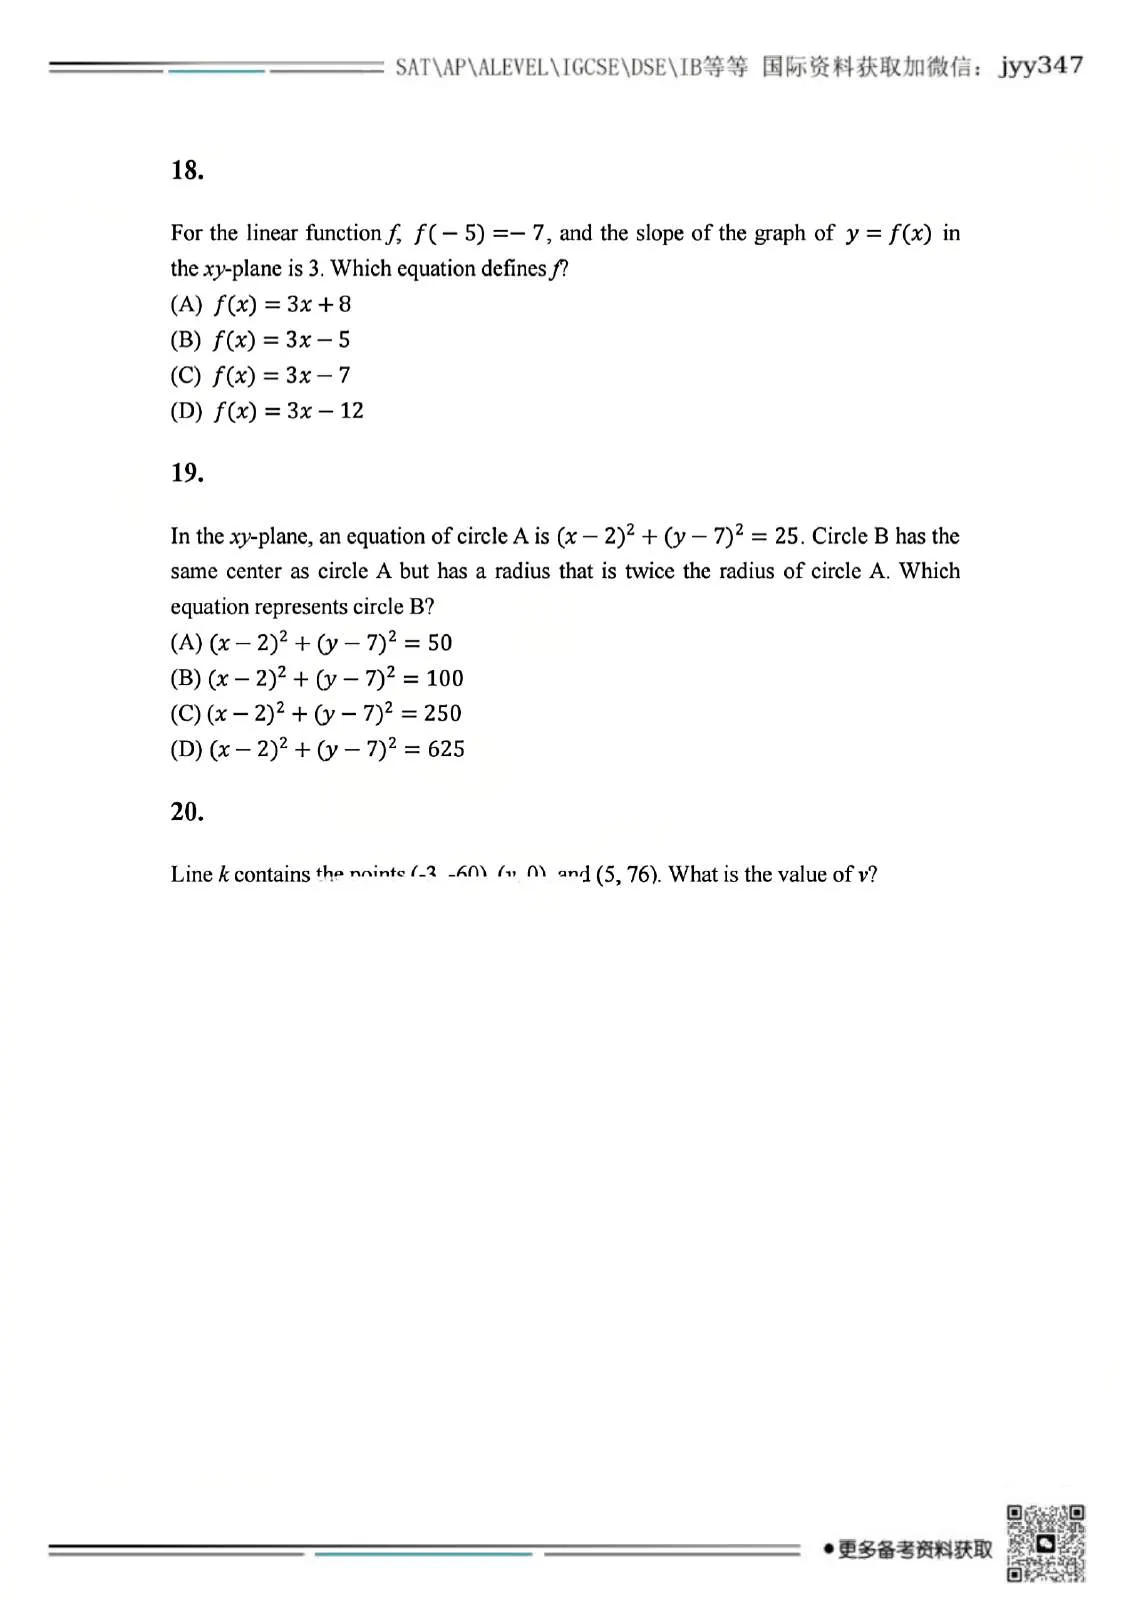 SAT\AP\ALEVEL\IGCSE\DSE\IB等等 国际资料获取加微信： jyy347
18.
For the linear function f, f(− 5) =− 7, and the slope of the graph of y = f(x) in
the xy-plane is 3. Which equation defines f?
(A) f(x) = 3x + 8
(B) f(x) = 3x − 5
(C) f(x) = 3x − 7
(D) f(x) = 3x − 12
19.
In the xy-plane, an equation of circle A is (x − 2)² + (y − 7)² = 25. Circle B has the
same center as circle A but has a radius that is twice the radius of circle A. Which
equation represents circle B?
(A) (x − 2)² + (y − 7)² = 50
(B) (x − 2)² + (y − 7)² = 100
(C) (x − 2)² + (y − 7)² = 250
(D) (x − 2)² + (y − 7)² = 625
20.
Line k contains the points (-3, -60), (v, 0), and (5, 76). What is the value of v?
●更多备考资料获取